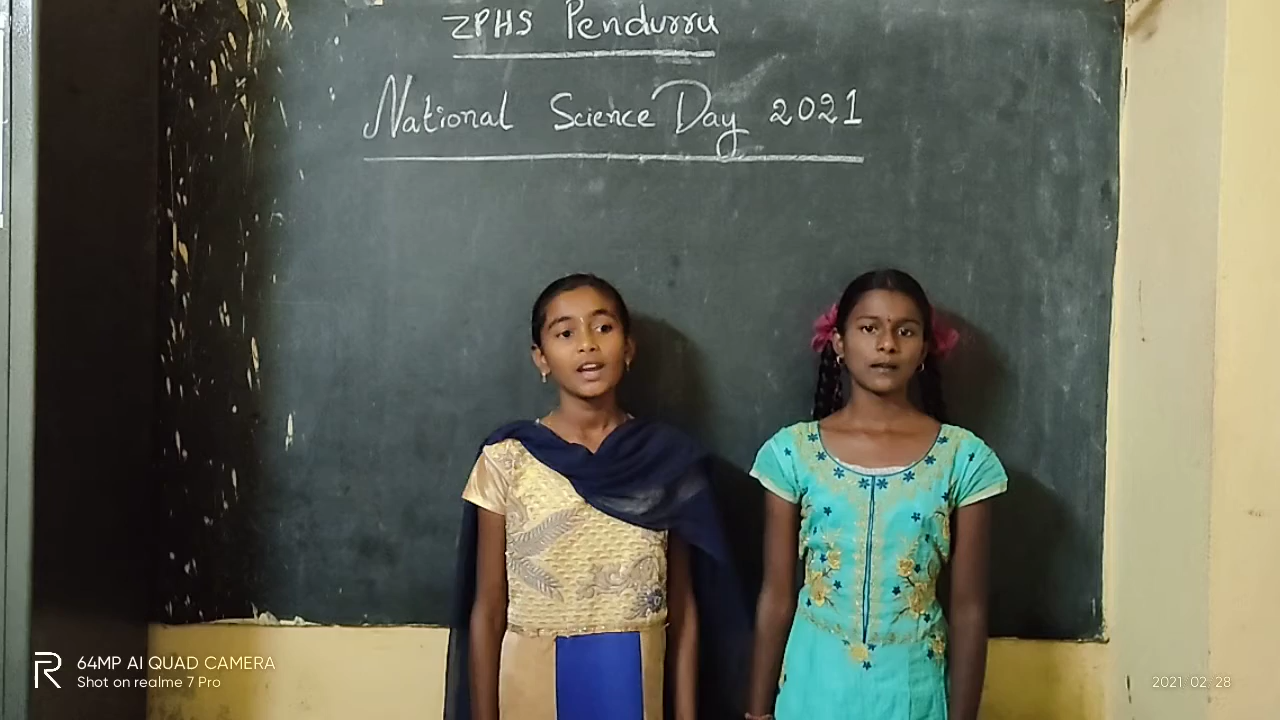 ZPHS Pendurru
National Science Day 2021
64MP AI QUAD CAMERA
Shot on realme 7 Pro
2021. 02. 28